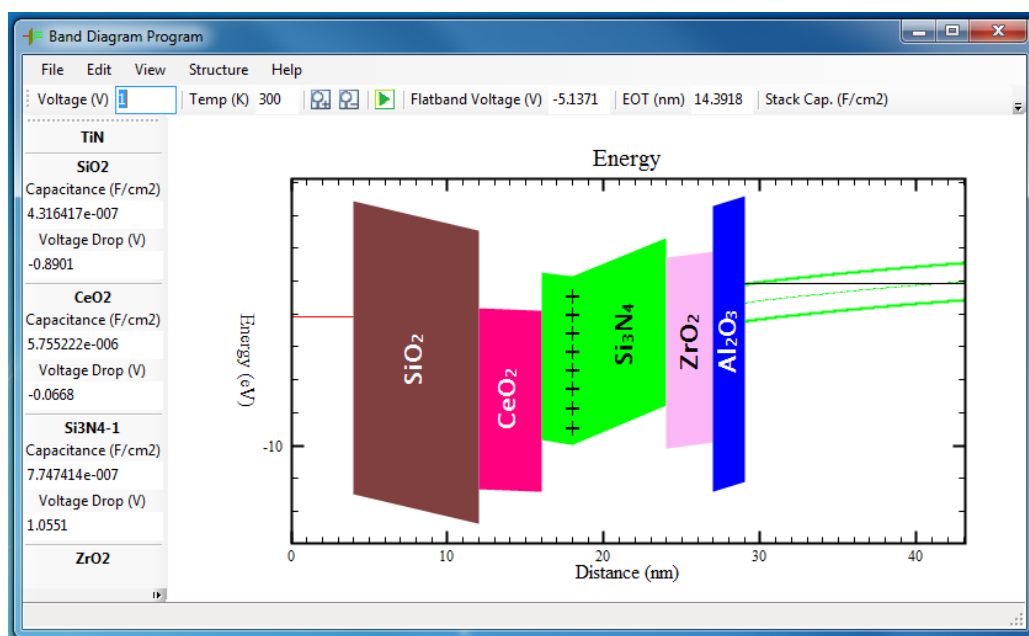 Band Diagram Program
File Edit View Structure Help
Voltage (V) 1 Temp (K) 300 Flatband Voltage (V) -5.1371 EOT (nm) 14.3918 Stack Cap. (F/cm2)
TiN
SiO2
Capacitance (F/cm2)
4.316417e-007
Voltage Drop (V)
-0.8901
CeO2
Capacitance (F/cm2)
5.755222e-006
Voltage Drop (V)
-0.0668
Si3N4-1
Capacitance (F/cm2)
7.747414e-007
Voltage Drop (V)
1.0551
ZrO2
Energy
Energy (eV)
-10
SiO₂
CeO₂
+ + + + + + + + +
Si₃N₄
ZrO₂
Al₂O₃
0 10 20 30 40
Distance (nm)